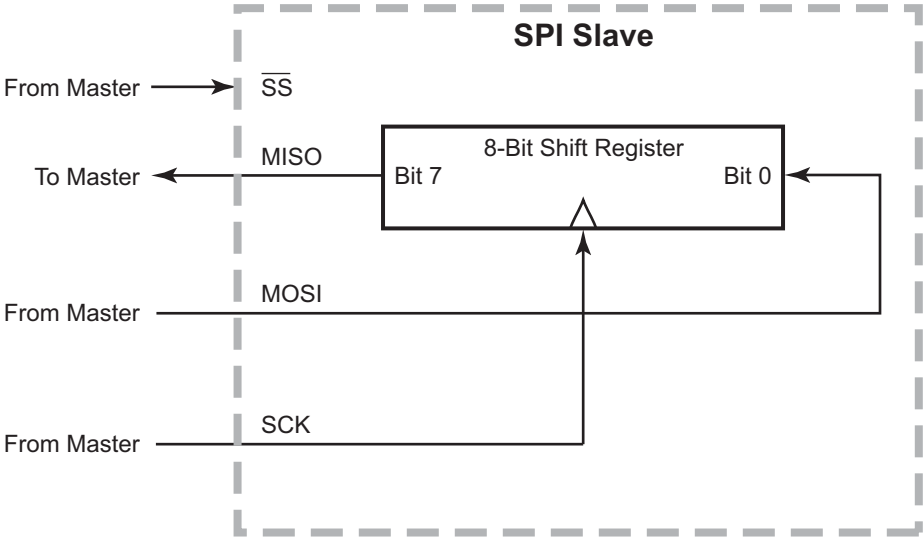 SPI Slave
From Master
S̅S̅
8-Bit Shift Register
MISO
To Master
Bit 7
Bit 0
MOSI
From Master
SCK
From Master